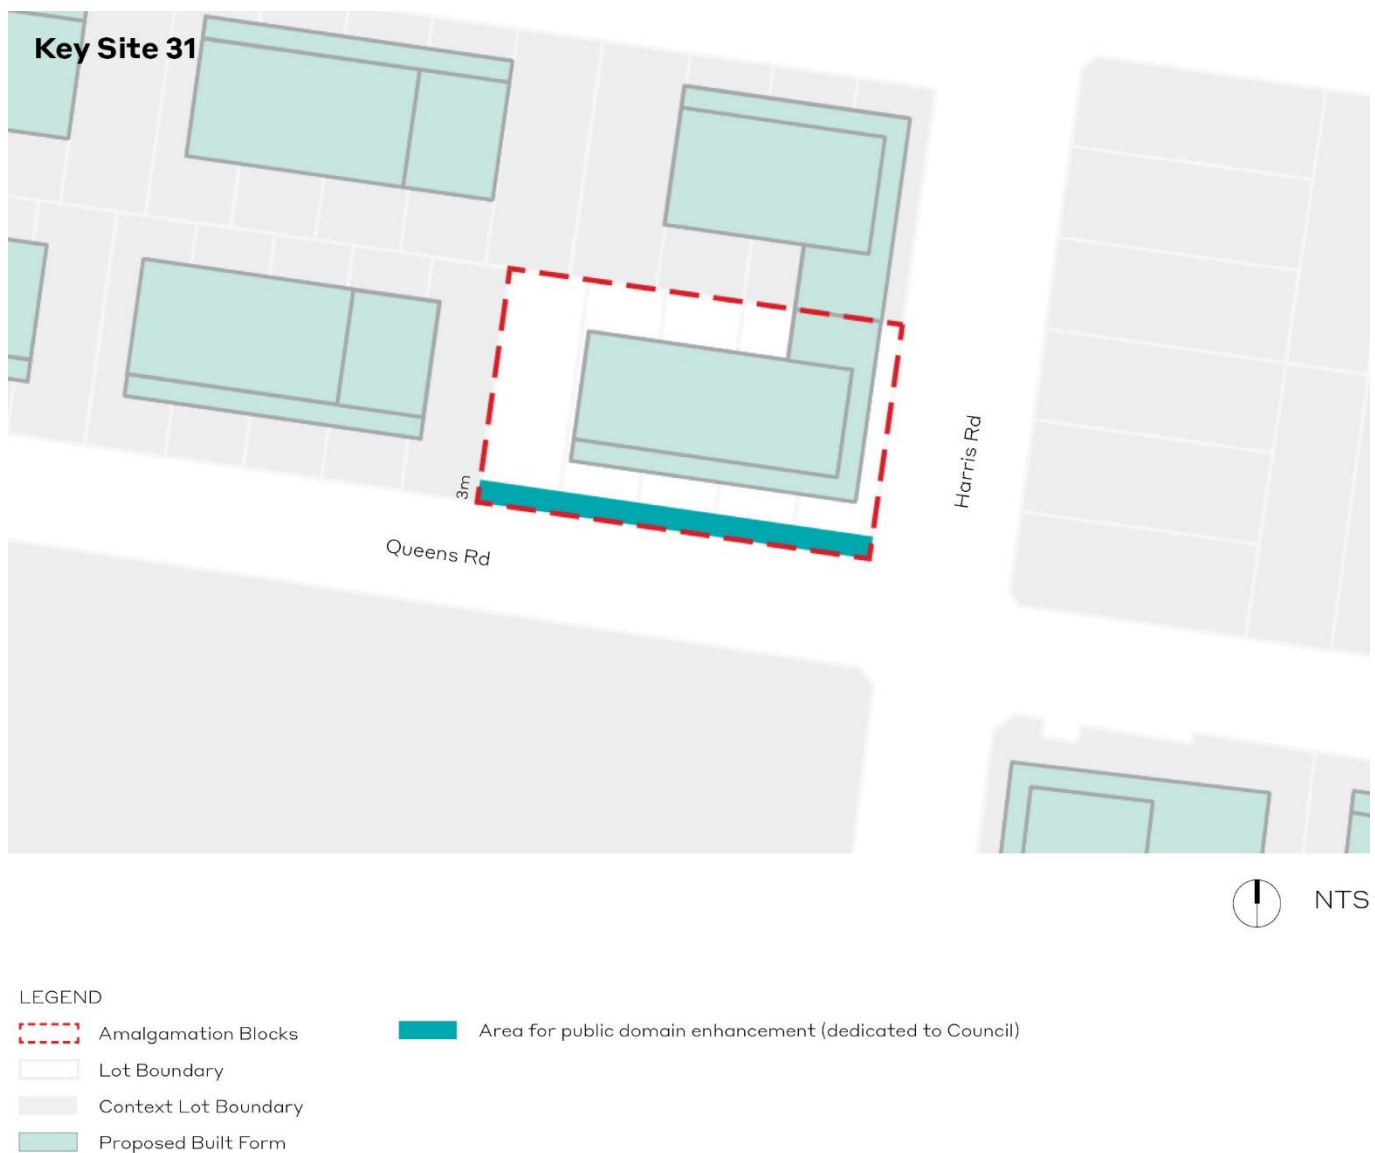 Key Site 31
Harris Rd
3m
Queens Rd
NTS
LEGEND
Amalgamation Blocks
Area for public domain enhancement (dedicated to Council)
Lot Boundary
Context Lot Boundary
Proposed Built Form